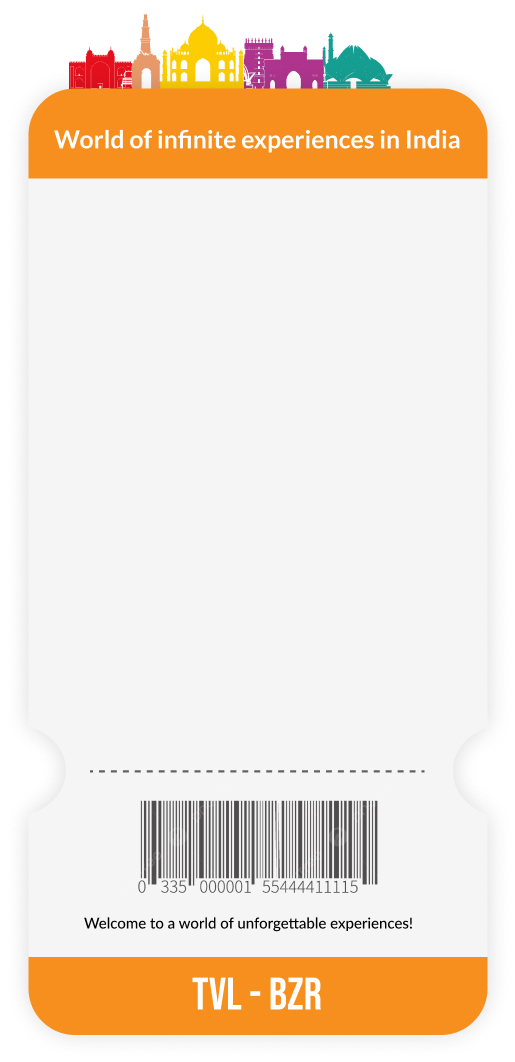 World of infinite experiences in India
0 335 000001 55444411115
Welcome to a world of unforgettable experiences!
TVL - BZR